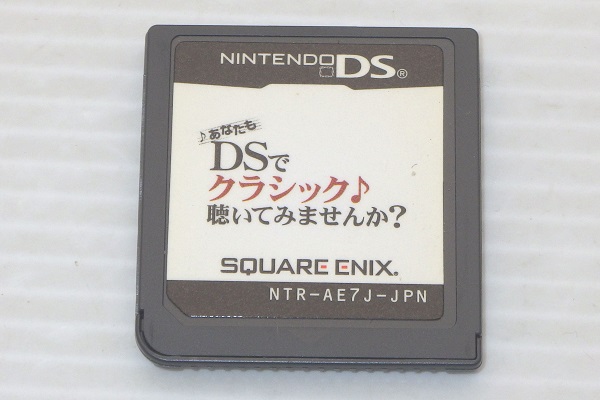 NINTENDO DS®
♪あなたも
DSで
クラシック♪
聴いてみませんか?
SQUARE ENIX.
NTR-AE7J-JPN